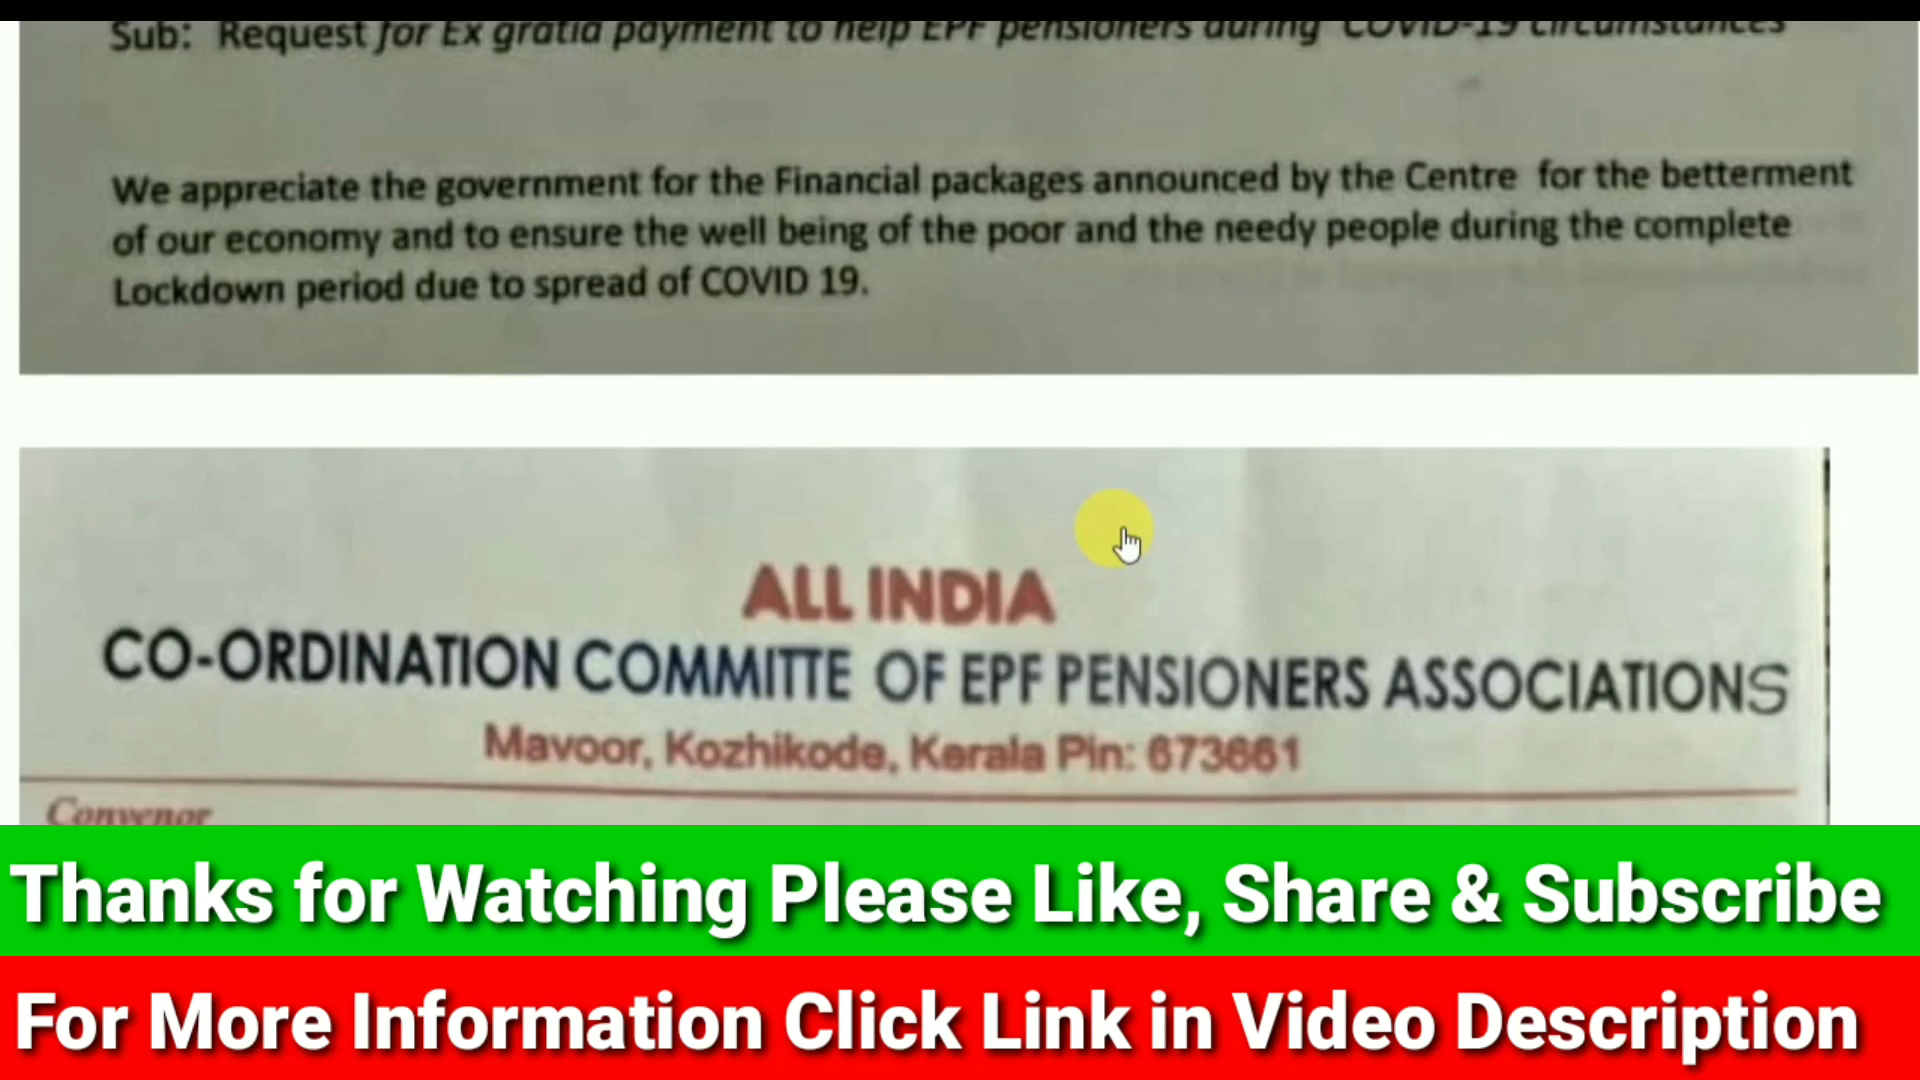 Sub: Request for Ex gratia payment to help EPF pensioners during COVID-19 circumstances
We appreciate the government for the Financial packages announced by the Centre for the betterment
of our economy and to ensure the well being of the poor and the needy people during the complete
Lockdown period due to spread of COVID 19.
ALL INDIA
CO-ORDINATION COMMITTE OF EPF PENSIONERS ASSOCIATIONS
Mavoor, Kozhikode, Kerala Pin: 673661
Convenor
Thanks for Watching Please Like, Share & Subscribe
For More Information Click Link in Video Description